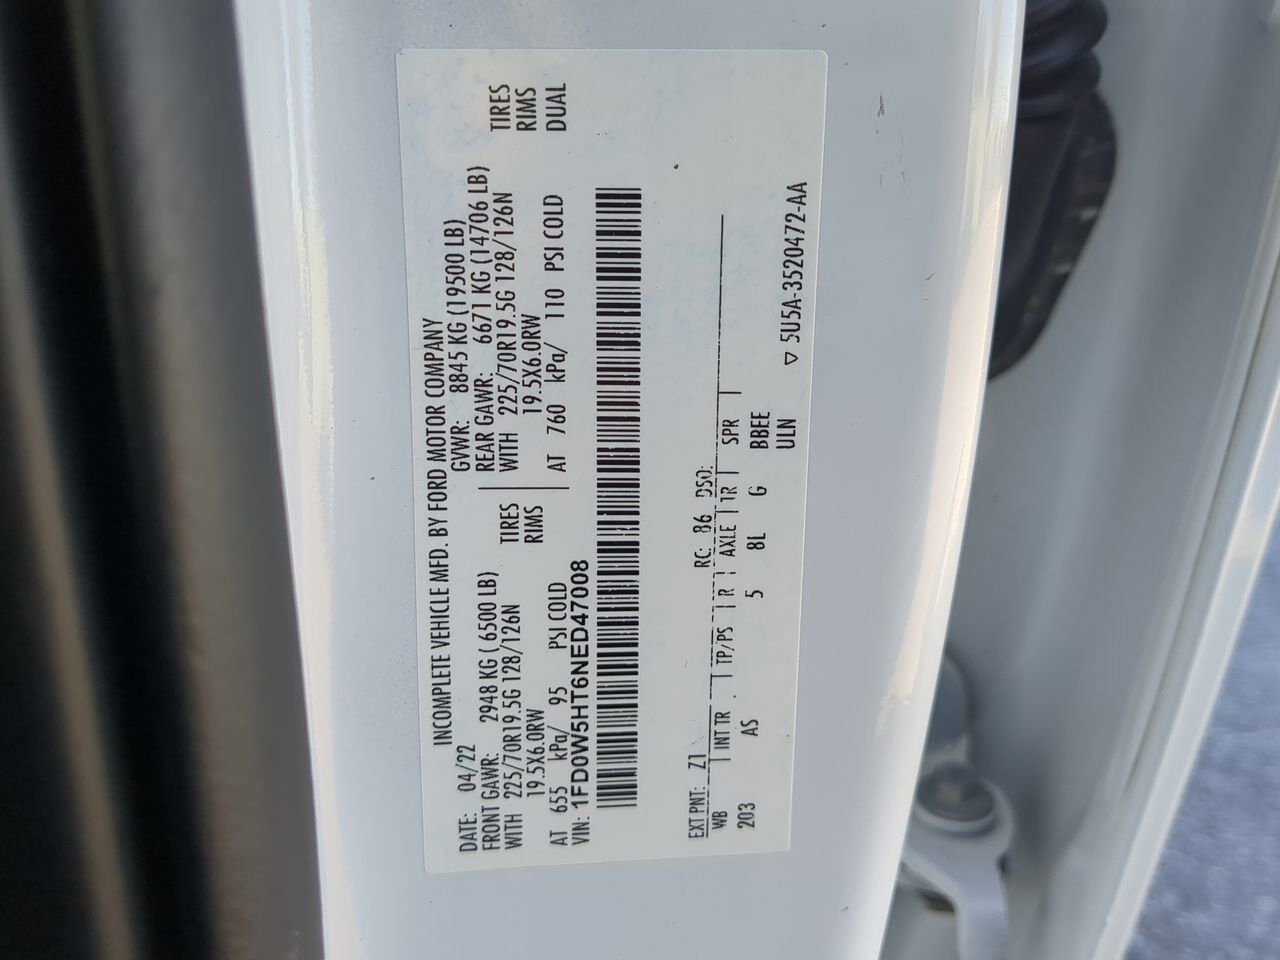 INCOMPLETE VEHICLE MFD. BY FORD MOTOR COMPANY
DATE: 04/22 GVWR: 8845 KG (19500 LB)
FRONT GAWR: 2948 KG ( 6500 LB) REAR GAWR: 6671 KG (14706 LB)
WITH 225/70R19.5G 128/126N TIRES WITH 225/70R19.5G 128/126N TIRES
19.5X6.0RW RIMS 19.5X6.0RW RIMS
AT 655 kPa/ 95 PSI COLD AT 760 kPa/ 110 PSI COLD DUAL
VIN: 1FD0W5HT6NED47008
EXT PNT: Z1 RC: 86 DSO:
WB INT TR TP/PS R AXLE TR SPR
203 AS 5 8L G BBEE
ULN
▽ 5U5A-3520472-AA